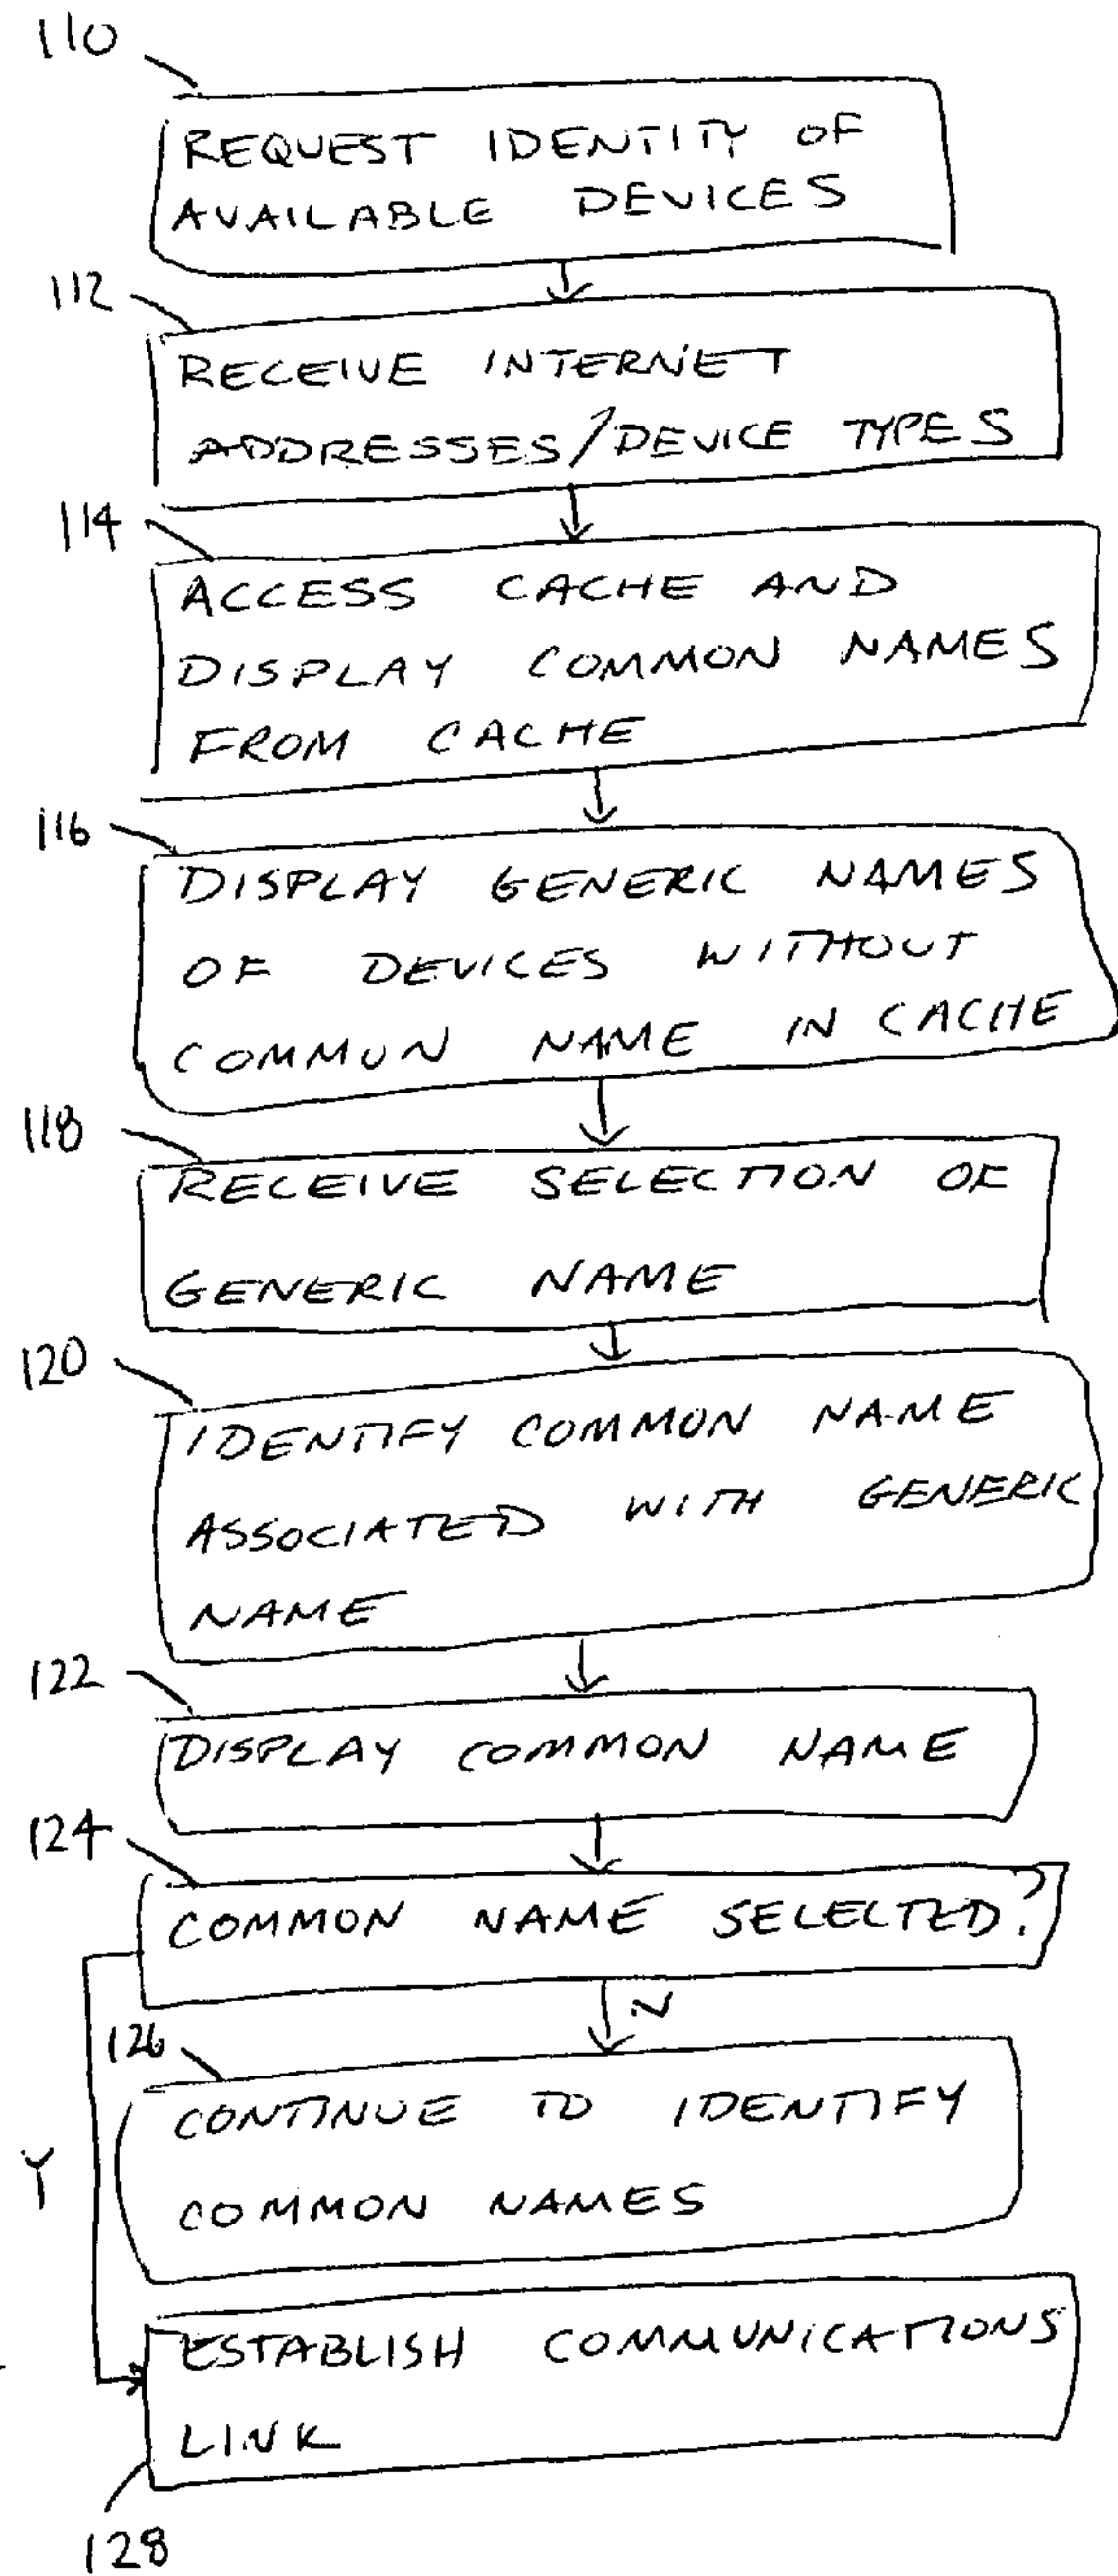 110
REQUEST IDENTITY OF
AVAILABLE DEVICES
112
RECEIVE INTERNET
ADDRESSES/DEVICE TYPES
114
ACCESS CACHE AND
DISPLAY COMMON NAMES
FROM CACHE
116
DISPLAY GENERIC NAMES
OF DEVICES WITHOUT
COMMON NAME IN CACHE
118
RECEIVE SELECTION OF
GENERIC NAME
120
IDENTIFY COMMON NAME
ASSOCIATED WITH GENERIC
NAME
122
DISPLAY COMMON NAME
124
COMMON NAME SELECTED?
N
126
CONTINUE TO IDENTIFY
COMMON NAMES
Y
ESTABLISH COMMUNICATIONS
LINK
128